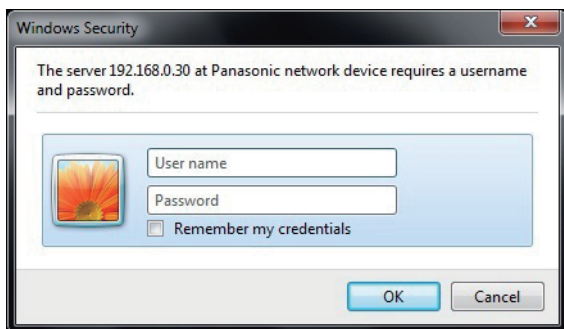 Windows Security
The server 192.168.0.30 at Panasonic network device requires a username
and password.
User name
Password
Remember my credentials
OK
Cancel